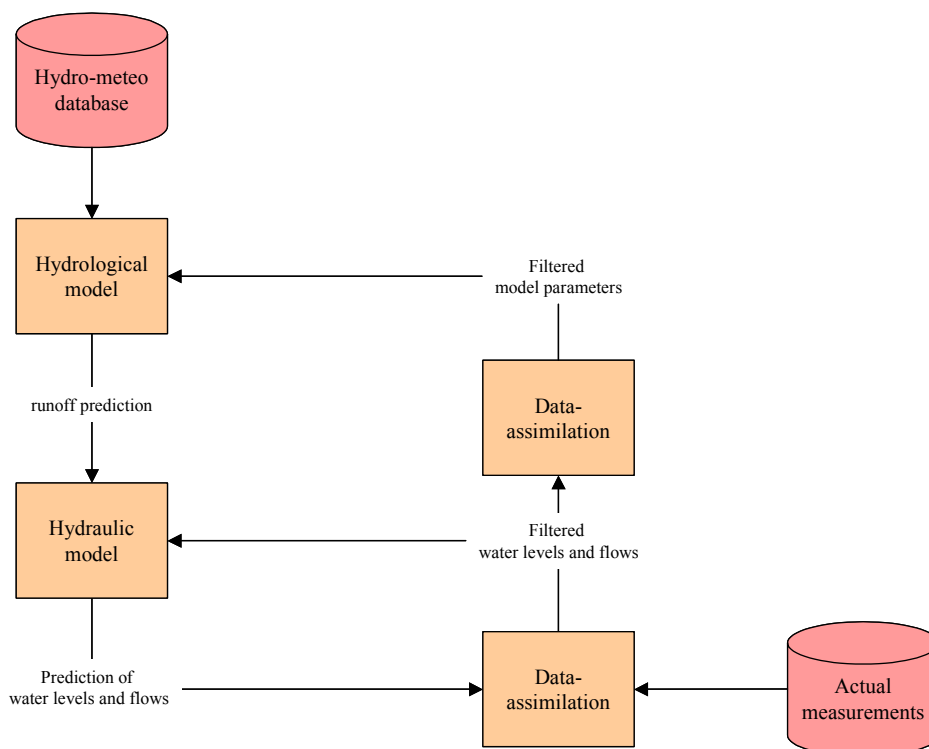 Hydro-meteo
database
Hydrological
model
Filtered
model parameters
runoff prediction
Data-
assimilation
Hydraulic
model
Filtered
water levels and flows
Prediction of
water levels and flows
Data-
assimilation
Actual
measurements